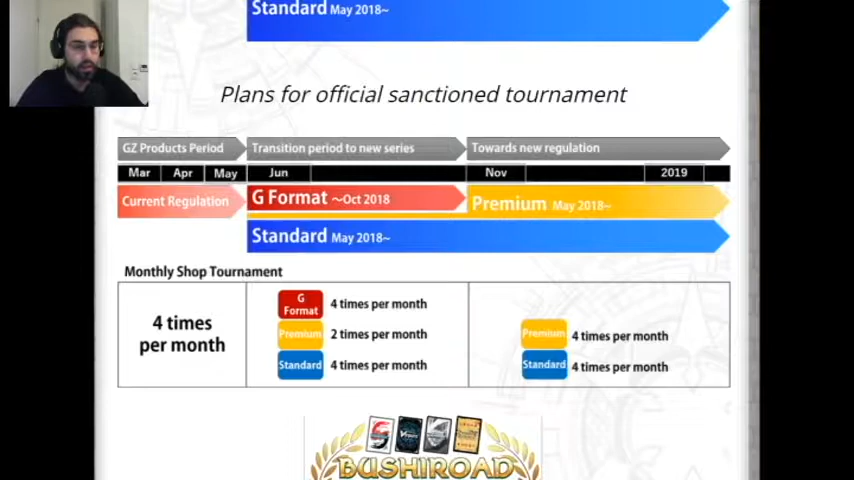 Standard May 2018~
Plans for official sanctioned tournament
GZ Products Period Transition period to new series Towards new regulation
Mar Apr May Jun Nov 2019
Current Regulation G Format ~Oct 2018 Premium May 2018~
Standard May 2018~
Monthly Shop Tournament
4 times
per month
G
Format 4 times per month
Premium 2 times per month
Standard 4 times per month
Premium 4 times per month
Standard 4 times per month
BUSHIROAD